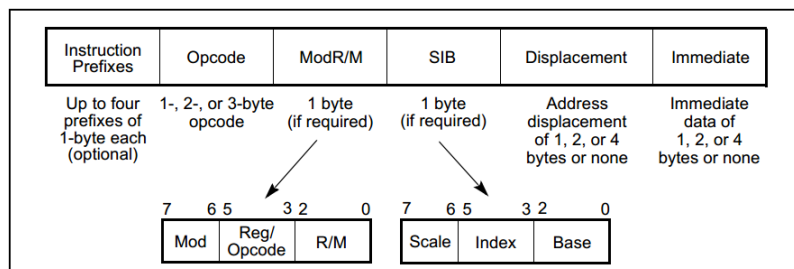 Instruction Prefixes
Opcode
ModR/M
SIB
Displacement
Immediate
Up to four prefixes of 1-byte each (optional)
1-, 2-, or 3-byte opcode
1 byte (if required)
1 byte (if required)
Address displacement of 1, 2, or 4 bytes or none
Immediate data of 1, 2, or 4 bytes or none
7 6 5 3 2 0
Mod
Reg/Opcode
R/M
7 6 5 3 2 0
Scale
Index
Base